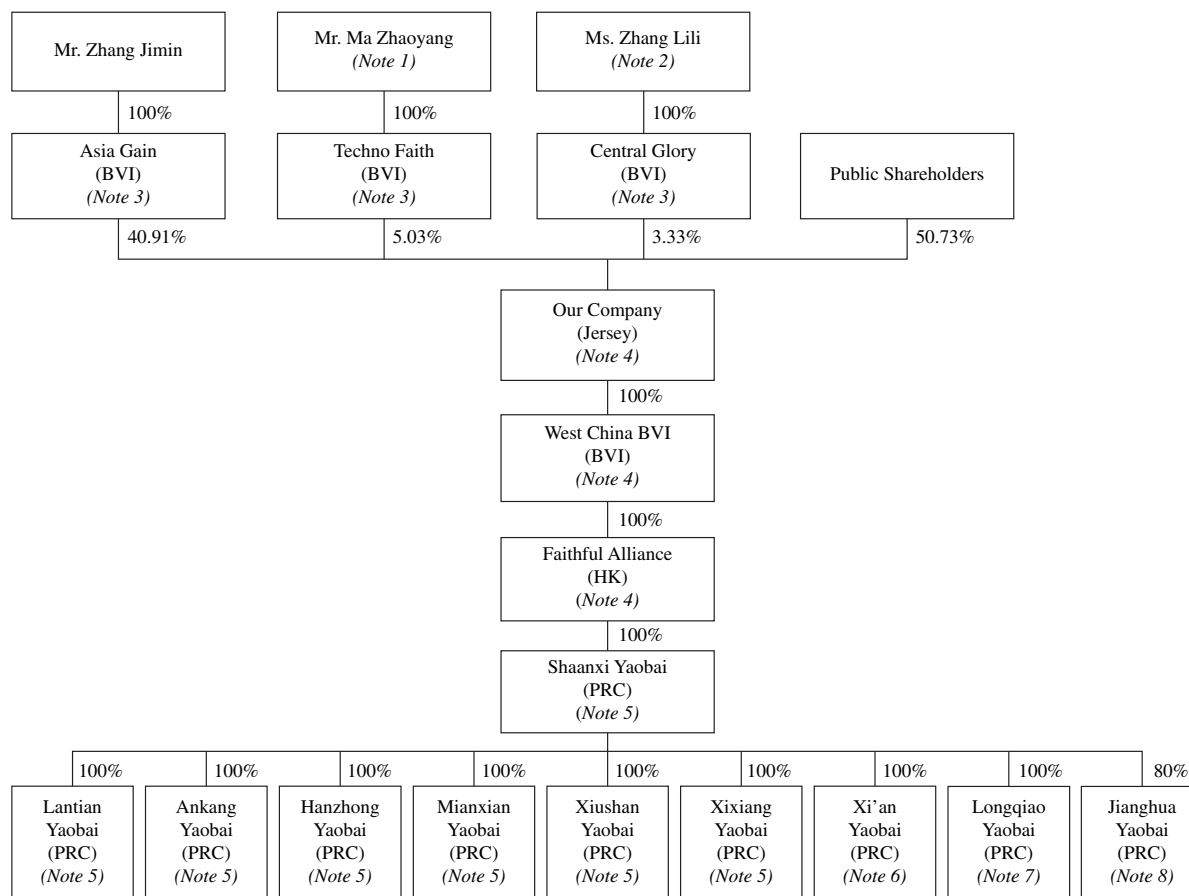 Mr. Zhang Jimin
Mr. Ma Zhaoyang
(Note 1)
Ms. Zhang Lili
(Note 2)
100%
100%
100%
Asia Gain
(BVI)
(Note 3)
Techno Faith
(BVI)
(Note 3)
Central Glory
(BVI)
(Note 3)
Public Shareholders
40.91%
5.03%
3.33%
50.73%
Our Company
(Jersey)
(Note 4)
100%
West China BVI
(BVI)
(Note 4)
100%
Faithful Alliance
(HK)
(Note 4)
100%
Shaanxi Yaobai
(PRC)
(Note 5)
100%
100%
100%
100%
100%
100%
100%
100%
80%
Lantian
Yaobai
(PRC)
(Note 5)
Ankang
Yaobai
(PRC)
(Note 5)
Hanzhong
Yaobai
(PRC)
(Note 5)
Mianxian
Yaobai
(PRC)
(Note 5)
Xiushan
Yaobai
(PRC)
(Note 5)
Xixiang
Yaobai
(PRC)
(Note 5)
Xi’an
Yaobai
(PRC)
(Note 6)
Longqiao
Yaobai
(PRC)
(Note 7)
Jianghua
Yaobai
(PRC)
(Note 8)